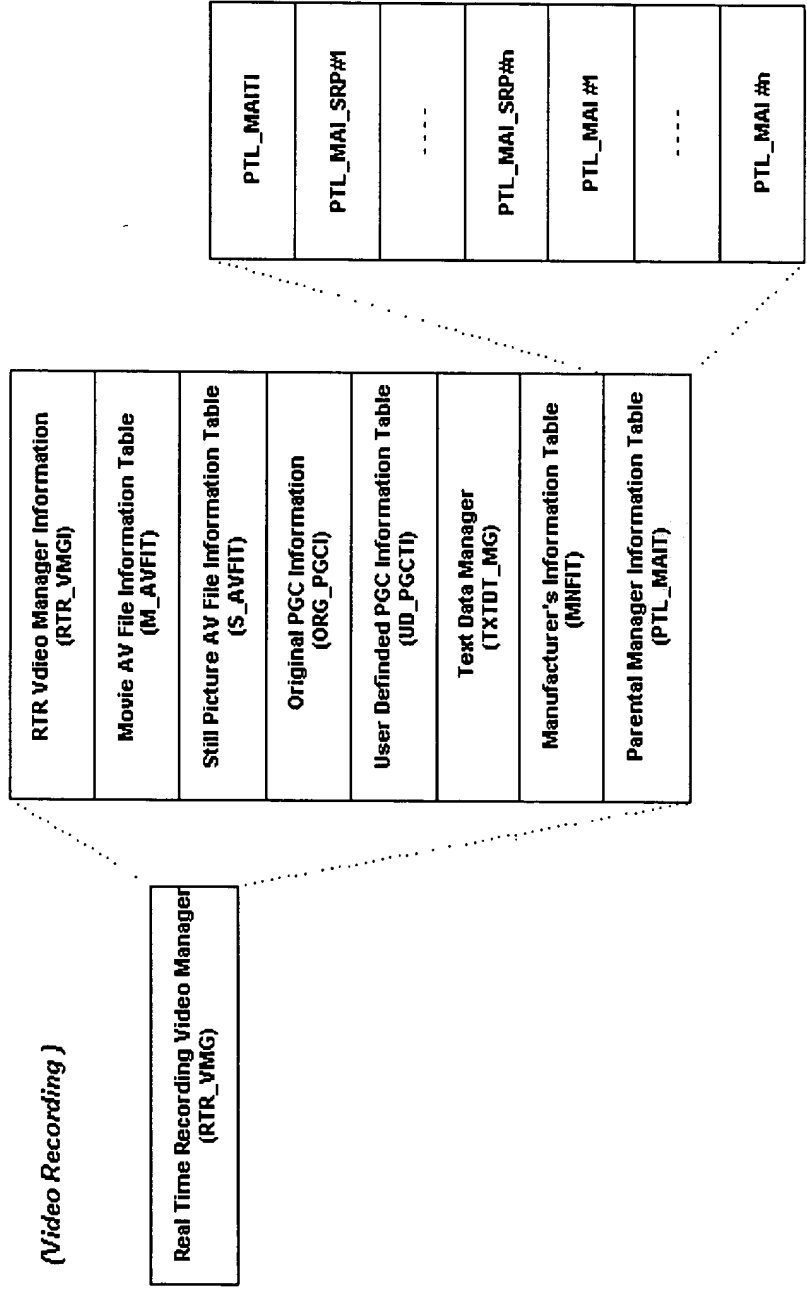 (Video Recording )
Real Time Recording Video Manager
(RTR_VMG)
RTR Vdieo Manager Information
(RTR_VMGI)
Movie AV File Information Table
(M_AVFIT)
Still Picture AV File Information Table
(S_AVFIT)
Original PGC Information
(ORG_PGCI)
User Definded PGC Information Table
(UD_PGCTI)
Text Data Manager
(TXTDT_MG)
Manufacturer's Information Table
(MNFIT)
Parental Manager Information Table
(PTL_MAIT)
PTL_MAITI
PTL_MAI_SRP#1
- - - -
PTL_MAI_SRP#n
PTL_MAI #1
- - - -
PTL_MAI #n